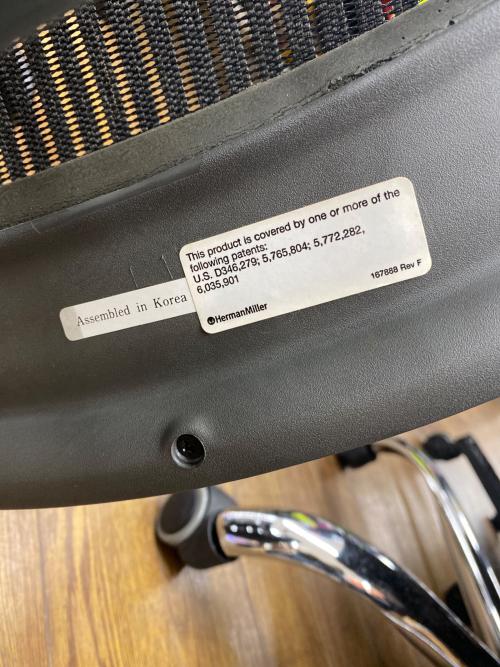 This product is covered by one or more of the
following patents:
U.S. D346,279; 5,765,804; 5,772,282,
6,035,901
167888 Rev F
HermanMiller
Assembled in Korea